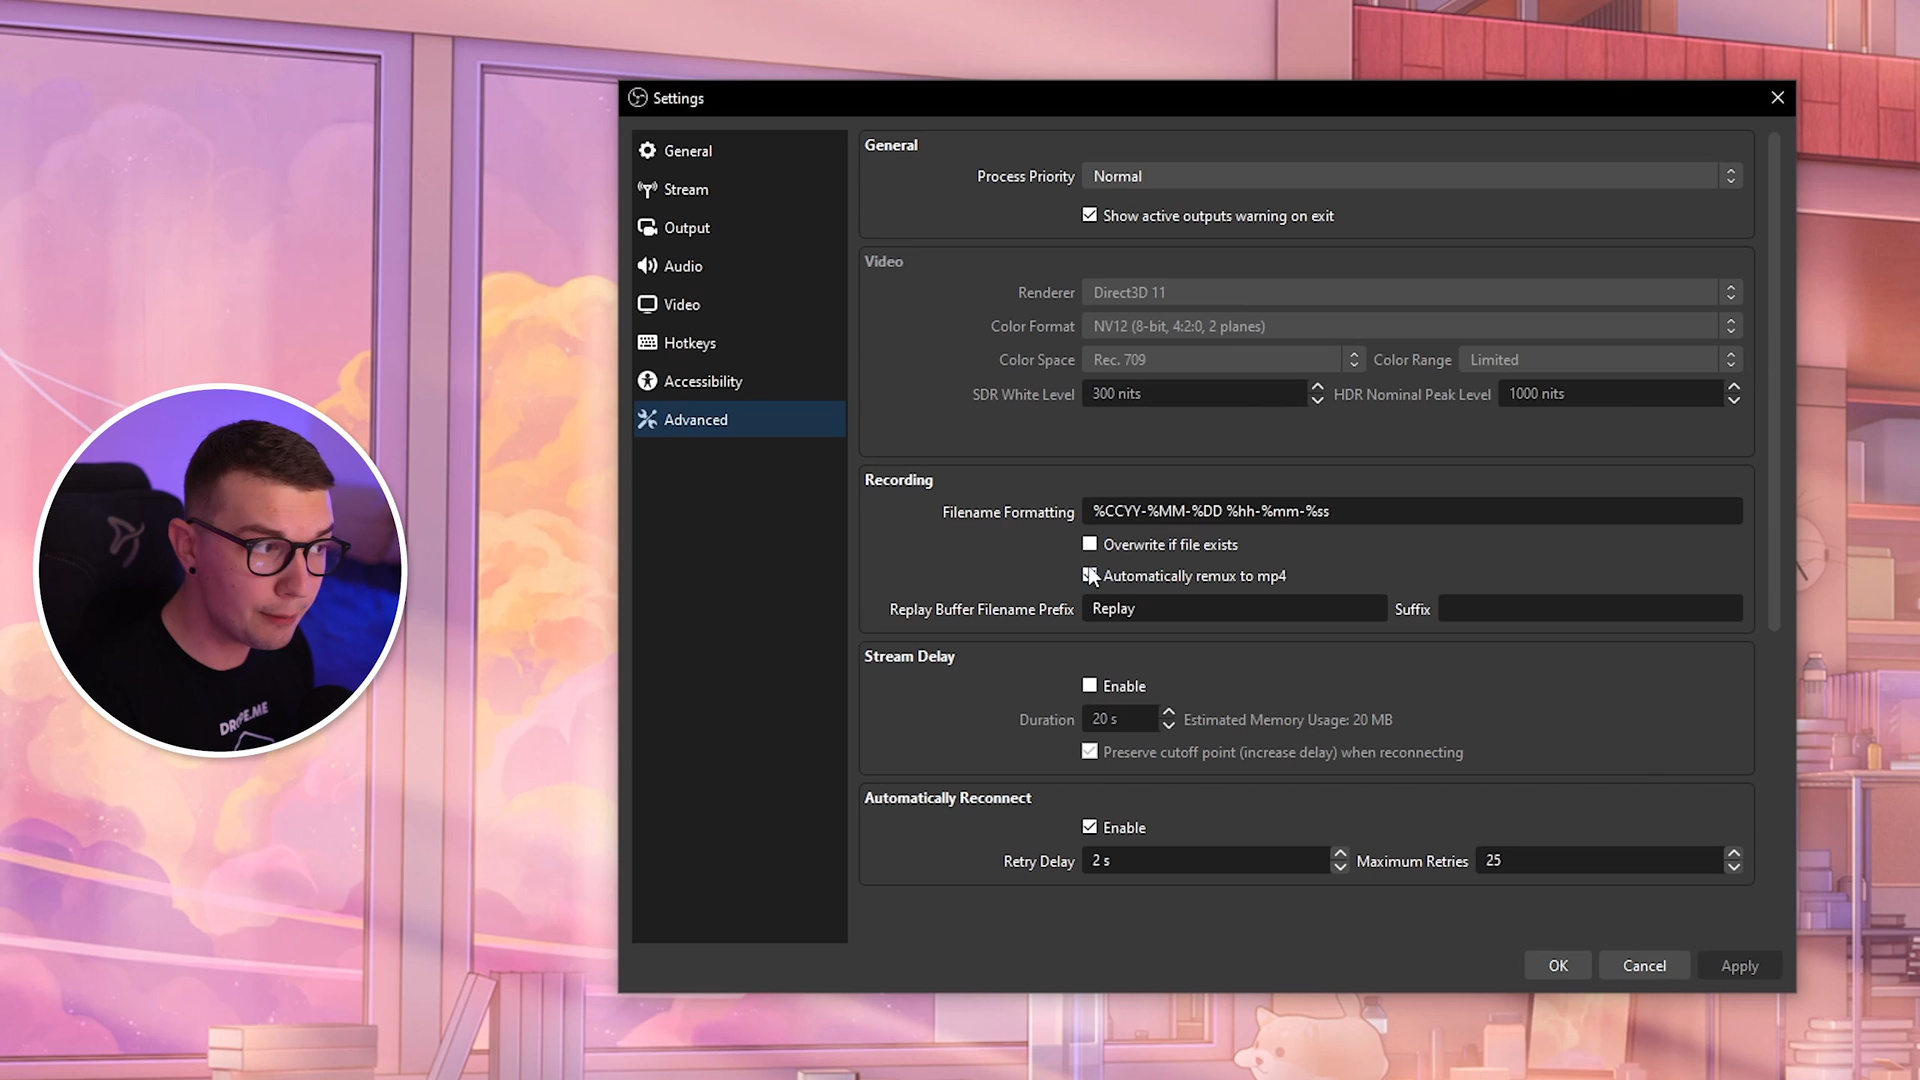 Settings
General
Stream
Output
Audio
Video
Hotkeys
Accessibility
Advanced
General
Process Priority Normal
Show active outputs warning on exit
Video
Renderer Direct3D 11
Color Format NV12 (8-bit, 4:2:0, 2 planes)
Color Space Rec. 709 Color Range Limited
SDR White Level 300 nits HDR Nominal Peak Level 1000 nits
Recording
Filename Formatting %CCYY-%MM-%DD %hh-%mm-%ss
Overwrite if file exists
Automatically remux to mp4
Replay Buffer Filename Prefix Replay Suffix
Stream Delay
Enable
Duration 20 s Estimated Memory Usage: 20 MB
Preserve cutoff point (increase delay) when reconnecting
Automatically Reconnect
Enable
Retry Delay 2 s Maximum Retries 25
OK Cancel Apply